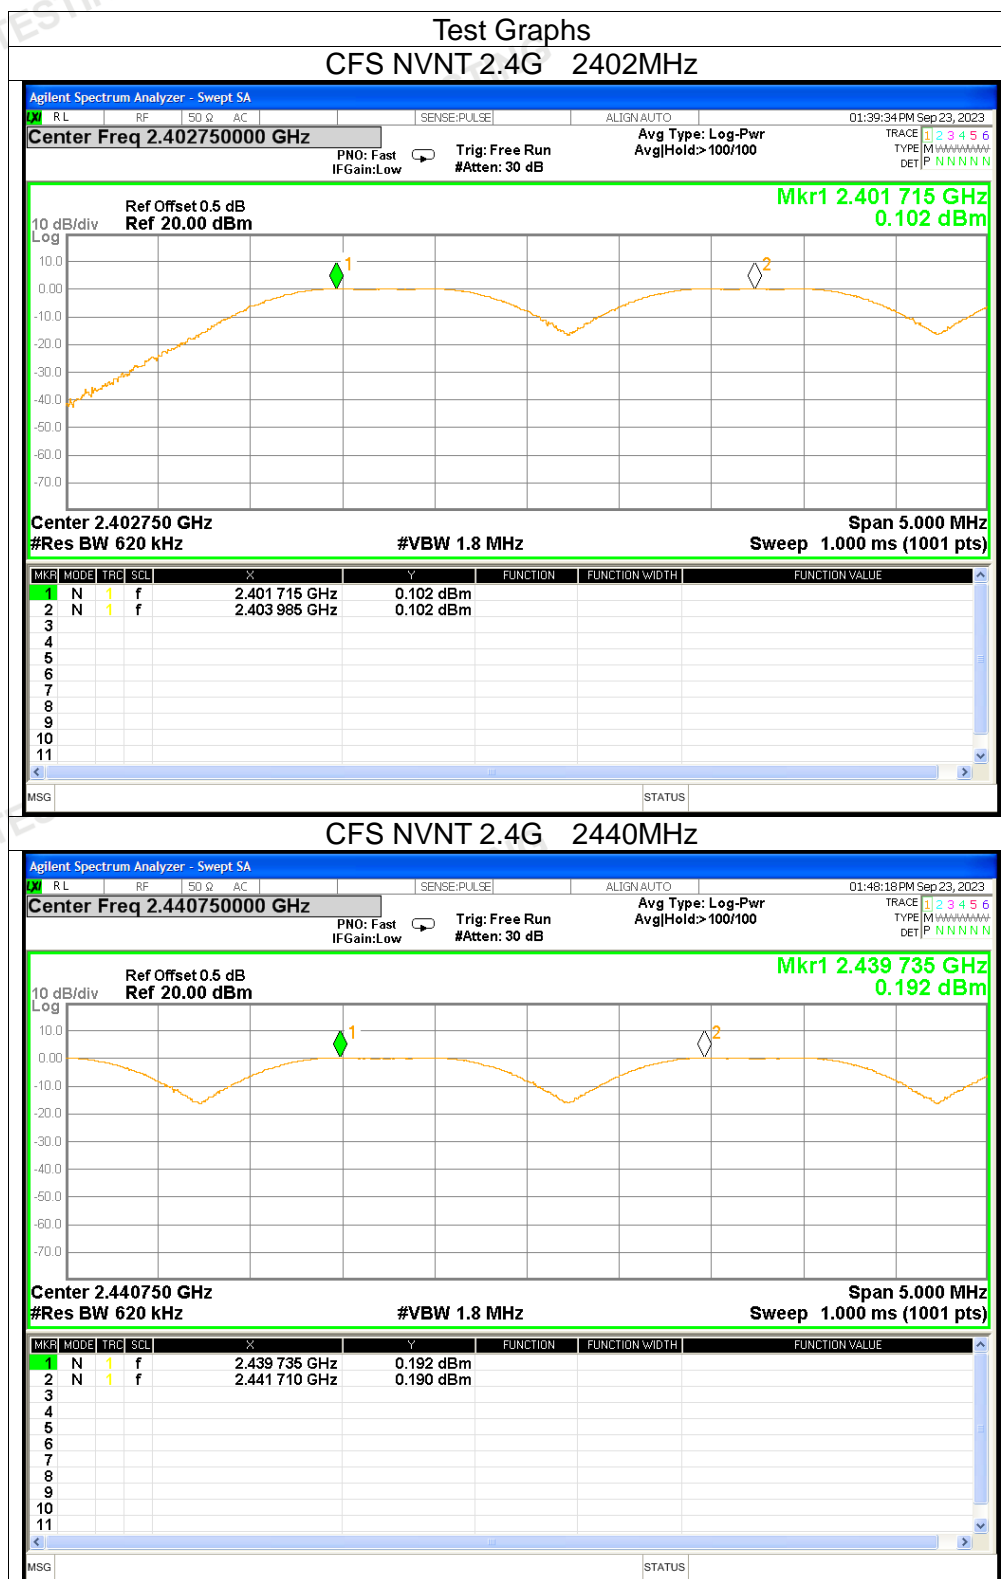 Test Graphs
CFS NVNT 2.4G 2402MHz
Agilent Spectrum Analyzer - Swept SA
LXI RL RF 50 Ω AC SENSE:PULSE ALIGN AUTO 01:39:34 PM Sep 23, 2023
Center Freq 2.402750000 GHz Avg Type: Log-Pwr TRACE 1 2 3 4 5 6
PNO: Fast Trig: Free Run Avg|Hold:>100/100 TYPE M
IFGain:Low #Atten: 30 dB DET P N N N N N
Mkr1 2.401 715 GHz
Ref Offset 0.5 dB 0.102 dBm
10 dB/div Ref 20.00 dBm
Log
10.0
1 2
0.00
-10.0
-20.0
-30.0
-40.0
-50.0
-60.0
-70.0
Center 2.402750 GHz Span 5.000 MHz
#Res BW 620 kHz #VBW 1.8 MHz Sweep 1.000 ms (1001 pts)
MKR MODE TRC SCL X Y FUNCTION FUNCTION WIDTH FUNCTION VALUE
1 N 1 f 2.401 715 GHz 0.102 dBm
2 N 1 f 2.403 985 GHz 0.102 dBm
3
4
5
6
7
8
9
10
11
MSG STATUS
CFS NVNT 2.4G 2440MHz
Agilent Spectrum Analyzer - Swept SA
LXI RL RF 50 Ω AC SENSE:PULSE ALIGN AUTO 01:48:18 PM Sep 23, 2023
Center Freq 2.440750000 GHz Avg Type: Log-Pwr TRACE 1 2 3 4 5 6
PNO: Fast Trig: Free Run Avg|Hold:>100/100 TYPE M
IFGain:Low #Atten: 30 dB DET P N N N N N
Mkr1 2.439 735 GHz
Ref Offset 0.5 dB 0.192 dBm
10 dB/div Ref 20.00 dBm
Log
10.0
1 2
0.00
-10.0
-20.0
-30.0
-40.0
-50.0
-60.0
-70.0
Center 2.440750 GHz Span 5.000 MHz
#Res BW 620 kHz #VBW 1.8 MHz Sweep 1.000 ms (1001 pts)
MKR MODE TRC SCL X Y FUNCTION FUNCTION WIDTH FUNCTION VALUE
1 N 1 f 2.439 735 GHz 0.192 dBm
2 N 1 f 2.441 710 GHz 0.190 dBm
3
4
5
6
7
8
9
10
11
MSG STATUS